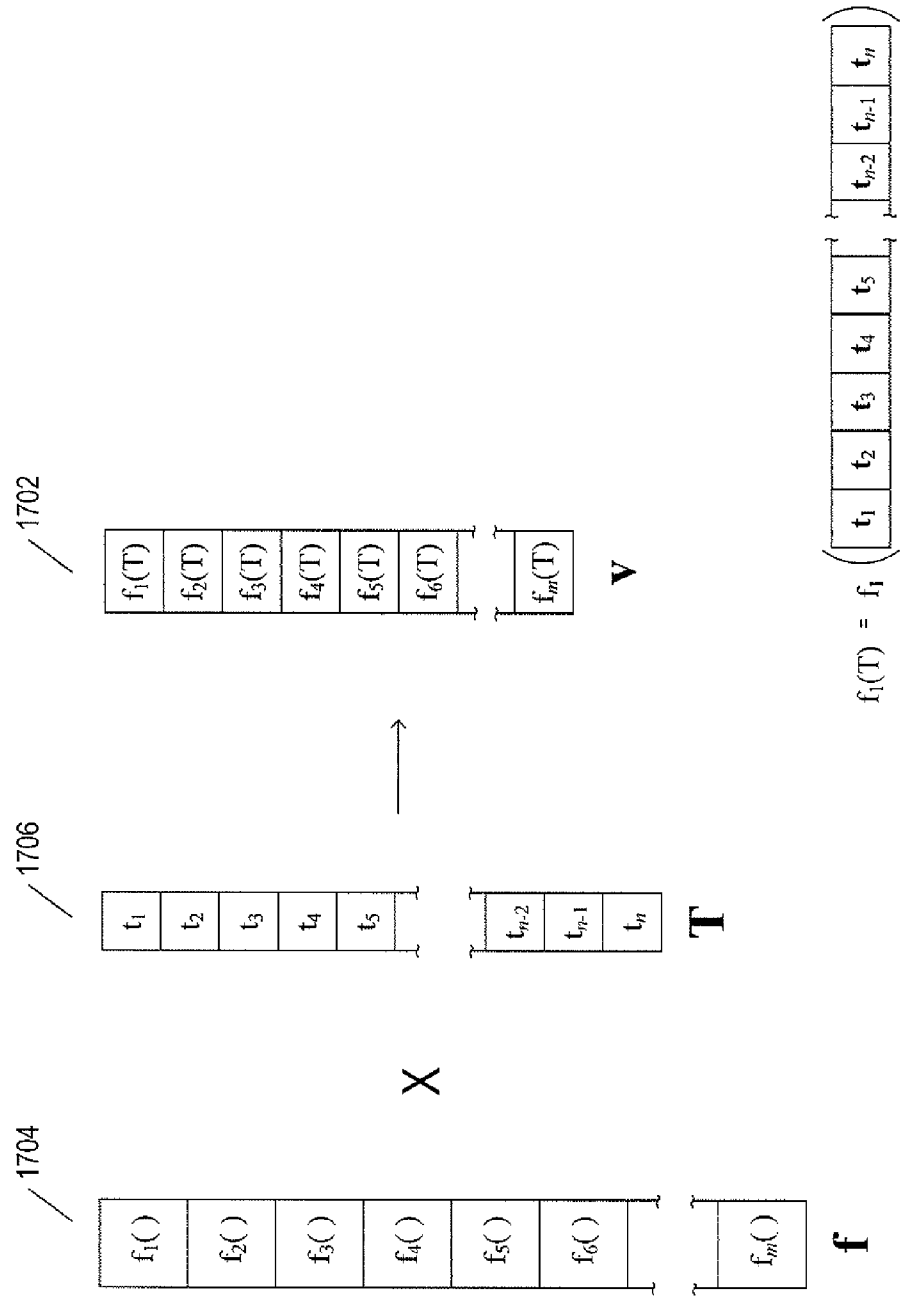 1704
f₁( )
f₂( )
f₃( )
f₄( )
f₅( )
f₆( )
fₘ( )
f
X
1706
t₁
t₂
t₃
t₄
t₅
tₙ₋₂
tₙ₋₁
tₙ
T
1702
f₁(T)
f₂(T)
f₃(T)
f₄(T)
f₅(T)
f₆(T)
fₘ(T)
v
f₁(T) = f₁ ( t₁ t₂ t₃ t₄ t₅ tₙ₋₂ tₙ₋₁ tₙ )